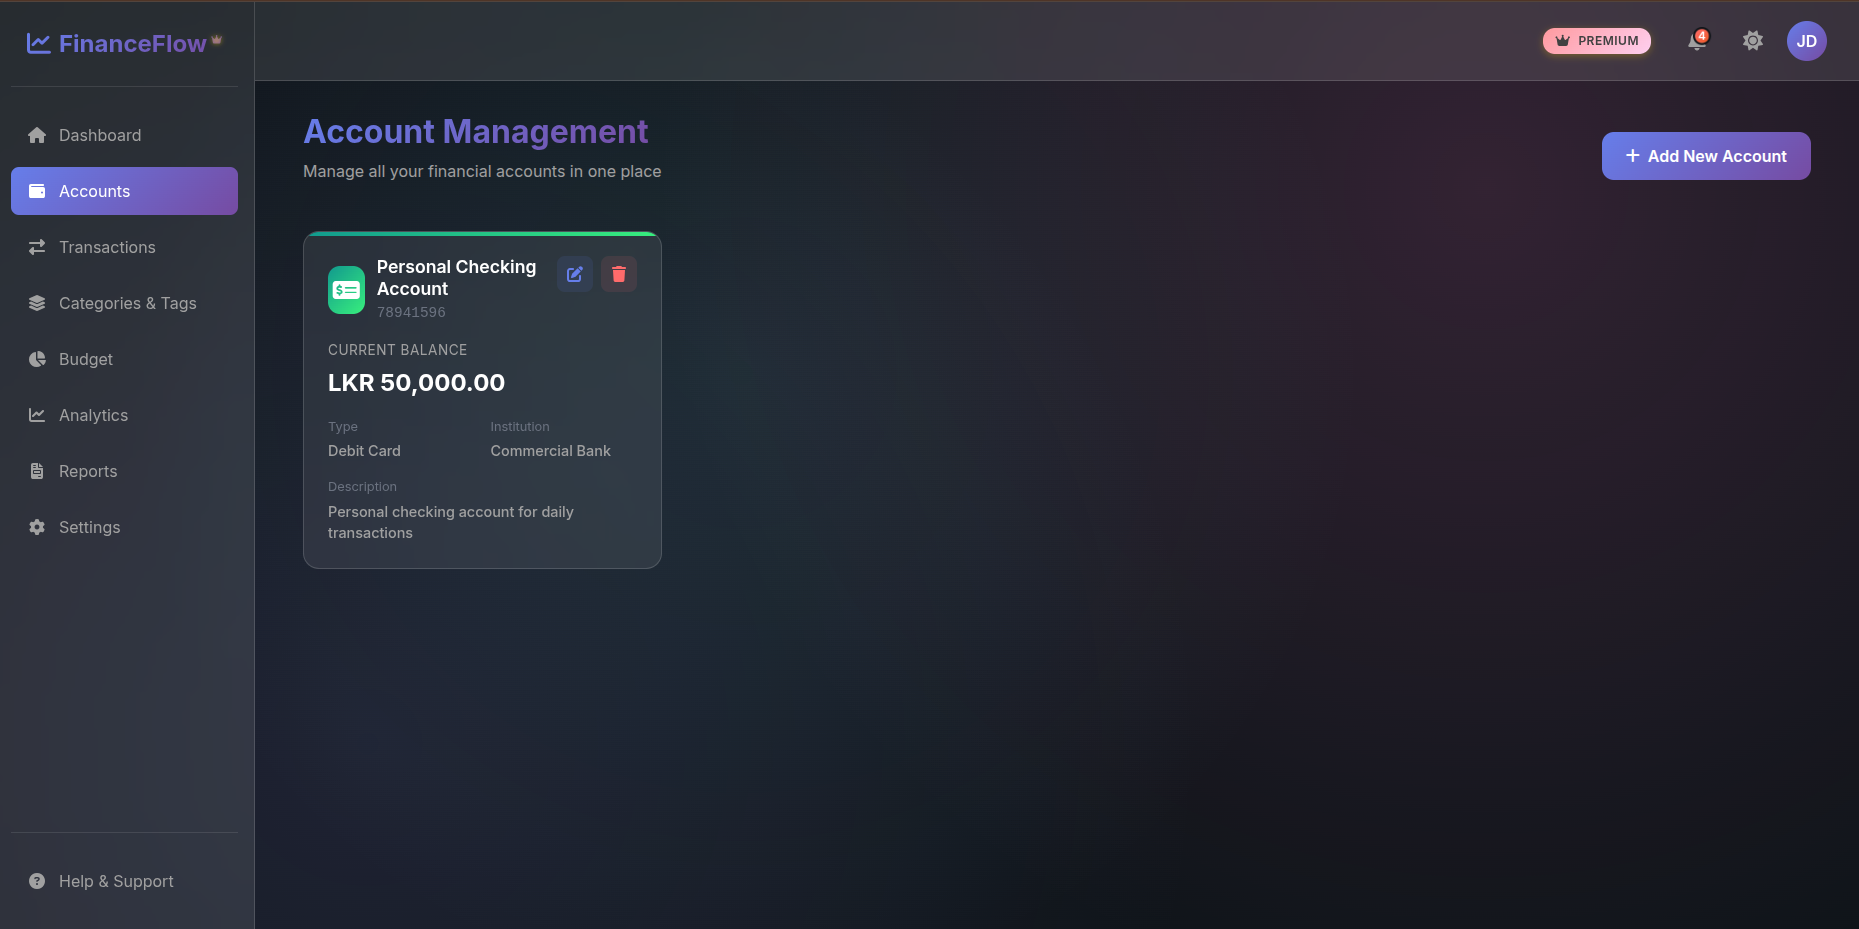 FinanceFlow
PREMIUM
4
JD
Dashboard
Accounts
Transactions
Categories & Tags
Budget
Analytics
Reports
Settings
Help & Support
Account Management
Manage all your financial accounts in one place
+ Add New Account
Personal Checking
Account
78941596
CURRENT BALANCE
LKR 50,000.00
Type
Institution
Debit Card
Commercial Bank
Description
Personal checking account for daily
transactions